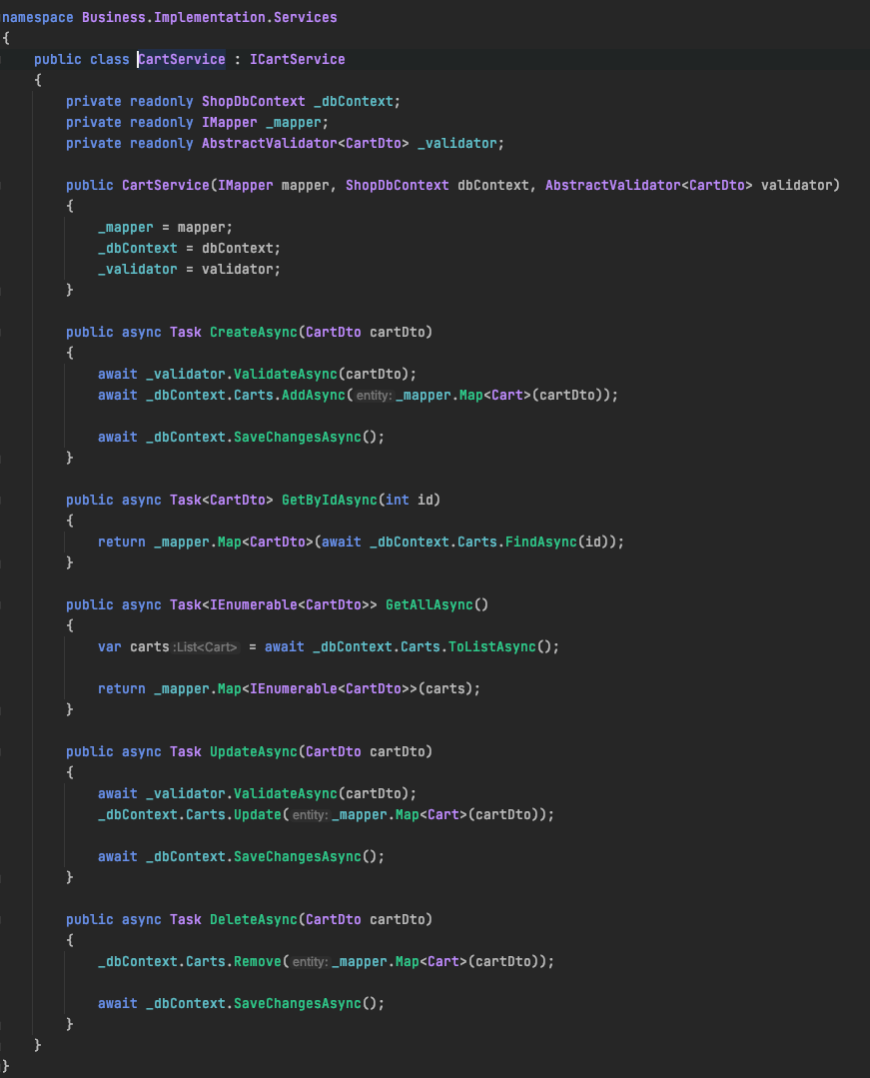 namespace Business.Implementation.Services
{
    public class CartService : ICartService
    {
        private readonly ShopDbContext _dbContext;
        private readonly IMapper _mapper;
        private readonly AbstractValidator<CartDto> _validator;

        public CartService(IMapper mapper, ShopDbContext dbContext, AbstractValidator<CartDto> validator)
        {
            _mapper = mapper;
            _dbContext = dbContext;
            _validator = validator;
        }

        public async Task CreateAsync(CartDto cartDto)
        {
            await _validator.ValidateAsync(cartDto);
            await _dbContext.Carts.AddAsync( entity: _mapper.Map<Cart>(cartDto));

            await _dbContext.SaveChangesAsync();
        }

        public async Task<CartDto> GetByIdAsync(int id)
        {
            return _mapper.Map<CartDto>(await _dbContext.Carts.FindAsync(id));
        }

        public async Task<IEnumerable<CartDto>> GetAllAsync()
        {
            var carts :List<Cart> = await _dbContext.Carts.ToListAsync();

            return _mapper.Map<IEnumerable<CartDto>>(carts);
        }

        public async Task UpdateAsync(CartDto cartDto)
        {
            await _validator.ValidateAsync(cartDto);
            _dbContext.Carts.Update( entity: _mapper.Map<Cart>(cartDto));

            await _dbContext.SaveChangesAsync();
        }

        public async Task DeleteAsync(CartDto cartDto)
        {
            _dbContext.Carts.Remove( entity: _mapper.Map<Cart>(cartDto));

            await _dbContext.SaveChangesAsync();
        }
    }
}